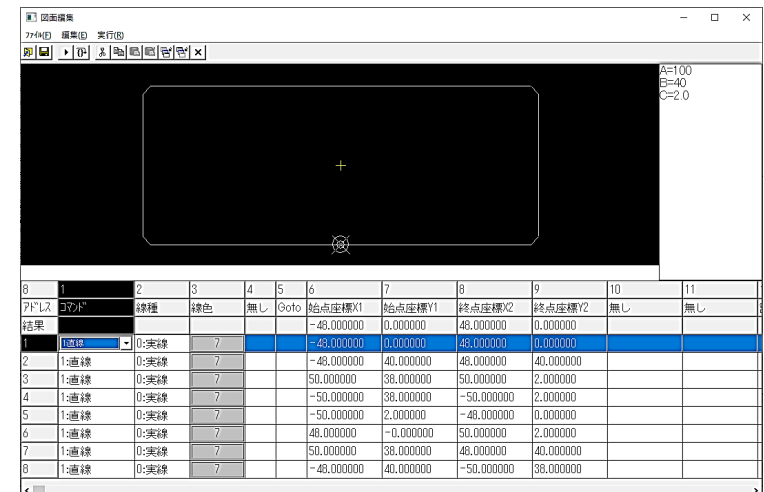 図面編集
ファイル(F) 編集(E) 実行(R)
A=100
B=40
C=2.0
8 1 2 3 4 5 6 7 8 9 10 11
アドレス コマンド 線種 線色 無し Goto 始点座標X1 始点座標Y1 終点座標X2 終点座標Y2 無し 無し
結果 -48.000000 0.000000 48.000000 0.000000
1 1:直線 0:実線 7 -48.000000 0.000000 48.000000 0.000000
2 1:直線 0:実線 7 -48.000000 40.000000 48.000000 40.000000
3 1:直線 0:実線 7 50.000000 38.000000 50.000000 2.000000
4 1:直線 0:実線 7 -50.000000 38.000000 -50.000000 2.000000
5 1:直線 0:実線 7 -50.000000 2.000000 -48.000000 0.000000
6 1:直線 0:実線 7 48.000000 -0.000000 50.000000 2.000000
7 1:直線 0:実線 7 50.000000 38.000000 48.000000 40.000000
8 1:直線 0:実線 7 -48.000000 40.000000 -50.000000 38.000000